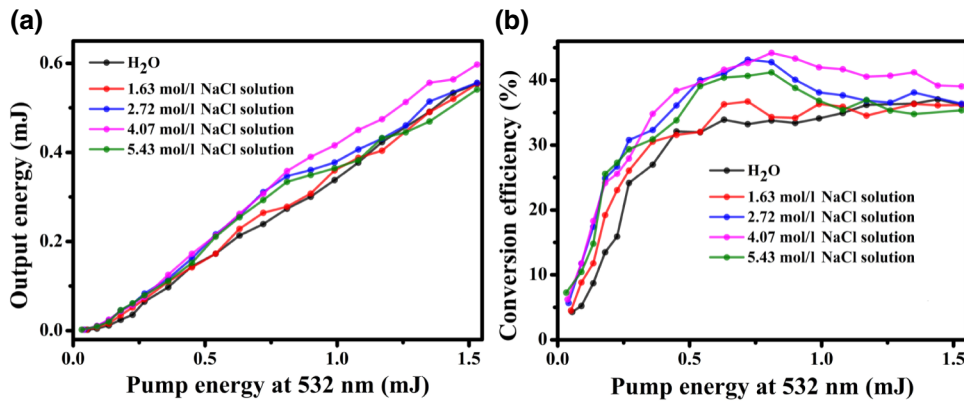 (a)
Output energy (mJ)
0.6
0.4
0.2
0.0
H2O
1.63 mol/l NaCl solution
2.72 mol/l NaCl solution
4.07 mol/l NaCl solution
5.43 mol/l NaCl solution
0.0 0.5 1.0 1.5
Pump energy at 532 nm (mJ)
(b)
Conversion efficiency (%)
40
30
20
10
0
H2O
1.63 mol/l NaCl solution
2.72 mol/l NaCl solution
4.07 mol/l NaCl solution
5.43 mol/l NaCl solution
0.0 0.5 1.0 1.5
Pump energy at 532 nm (mJ)